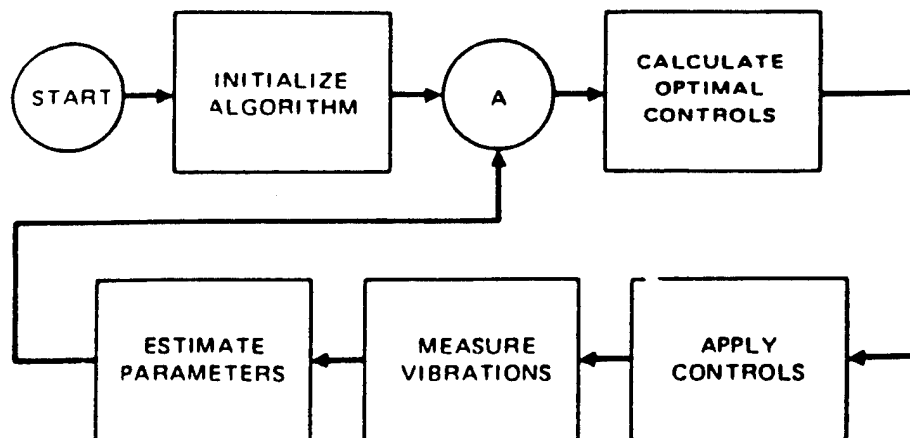 START
INITIALIZE
ALGORITHM
A
CALCULATE
OPTIMAL
CONTROLS
ESTIMATE
PARAMETERS
MEASURE
VIBRATIONS
APPLY
CONTROLS